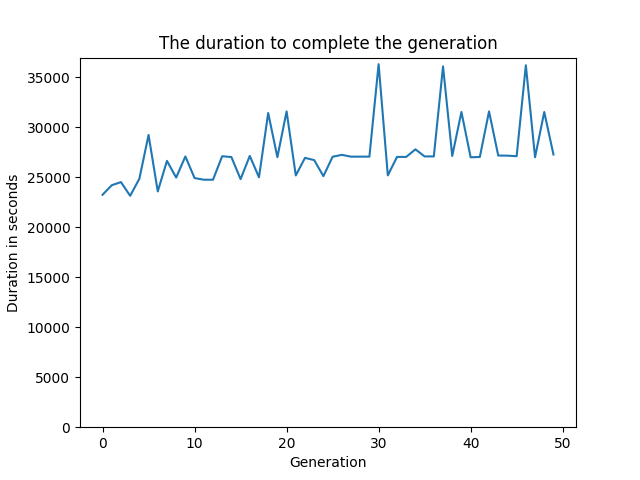 The duration to complete the generation
35000
30000
25000
20000
15000
10000
5000
0
Duration in seconds
0 10 20 30 40 50
Generation